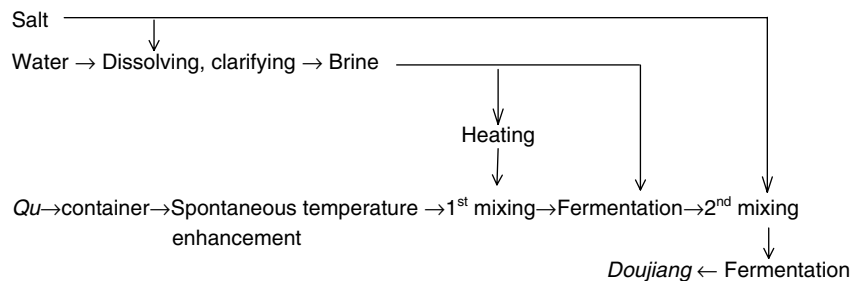 Salt
Water → Dissolving, clarifying → Brine
Heating
Qu→container→Spontaneous temperature →1st mixing→Fermentation→2nd mixing
enhancement
Doujiang ← Fermentation